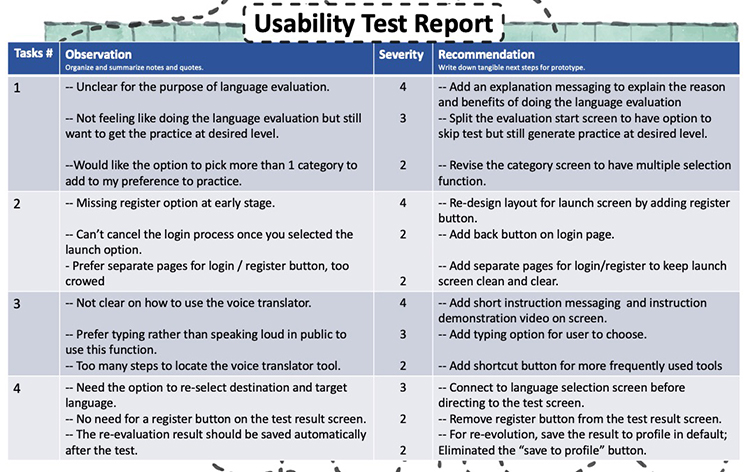 Usability Test Report
Tasks # Observation Severity Recommendation
Organize and summarize notes and quotes. Write down tangible next steps for prototype.
1 -- Unclear for the purpose of language evaluation. 4 -- Add an explanation messaging to explain the reason
and benefits of doing the language evaluation
-- Not feeling like doing the language evaluation but still 3 -- Split the evaluation start screen to have option to
want to get the practice at desired level. skip test but still generate practice at desired level.
--Would like the option to pick more than 1 category to 2 -- Revise the category screen to have multiple selection
add to my preference to practice. function.
2 -- Missing register option at early stage. 4 -- Re-design layout for launch screen by adding register
button.
-- Can’t cancel the login process once you selected the 2 -- Add back button on login page.
launch option.
- Prefer separate pages for login / register button, too -- Add separate pages for login/register to keep launch
crowded 2 screen clean and clear.
3 -- Not clear on how to use the voice translator. 4 -- Add short instruction messaging and instruction
demonstration video on screen.
-- Prefer typing rather than speaking loud in public to 3 -- Add typing option for user to choose.
use this function.
-- Too many steps to locate the voice translator tool. 2 -- Add shortcut button for more frequently used tools
4 -- Need the option to re-select destination and target 3 -- Connect to language selection screen before
language. directing to the test screen.
-- No need for a register button on the test result screen. 2 -- Remove register button from the test result screen.
-- The re-evaluation result should be saved automatically -- For re-evolution, save the result to profile in default;
after the test. 2 Eliminated the “save to profile” button.